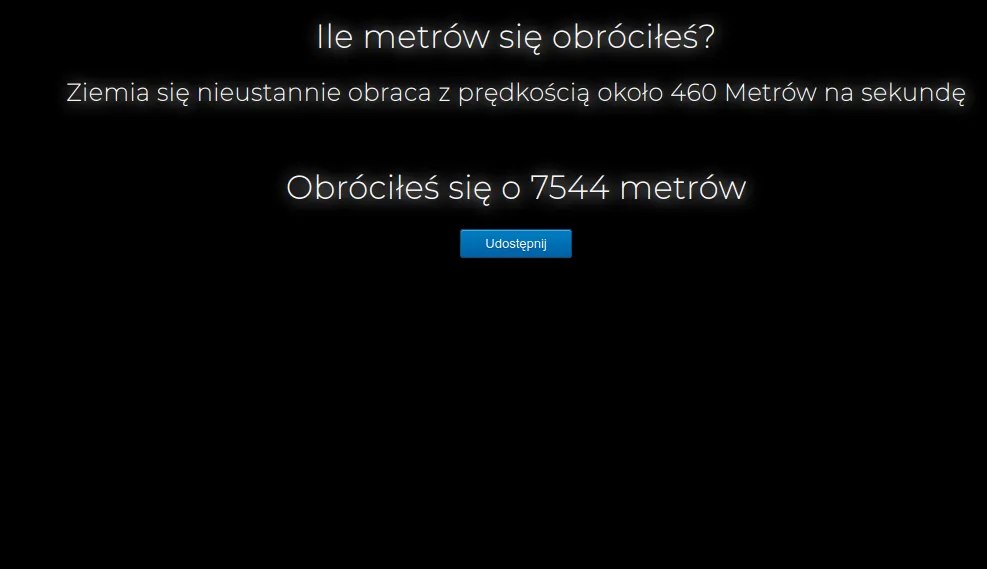 Ile metrów się obróciłeś?
Ziemia się nieustannie obraca z prędkością około 460 Metrów na sekundę
Obróciłeś się o 7544 metrów
Udostępnij